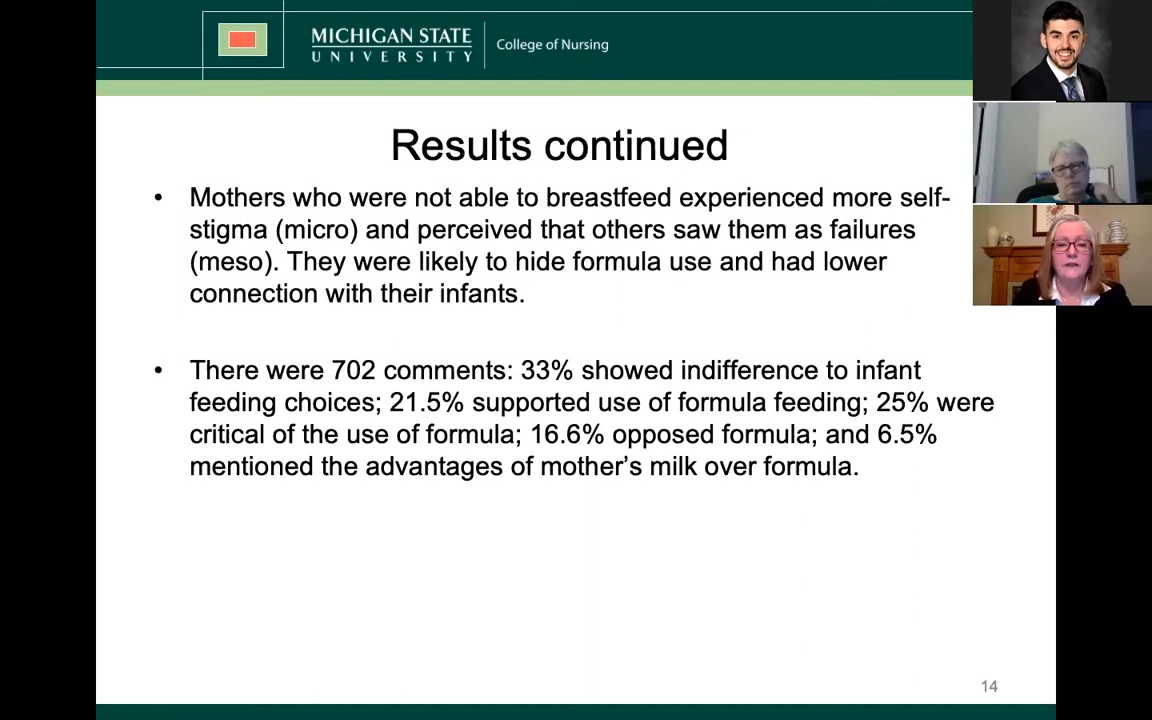 MICHIGAN STATE
UNIVERSITY
College of Nursing
Results continued
• Mothers who were not able to breastfeed experienced more self-
stigma (micro) and perceived that others saw them as failures
(meso). They were likely to hide formula use and had lower
connection with their infants.
• There were 702 comments: 33% showed indifference to infant
feeding choices; 21.5% supported use of formula feeding; 25% were
critical of the use of formula; 16.6% opposed formula; and 6.5%
mentioned the advantages of mother’s milk over formula.
14